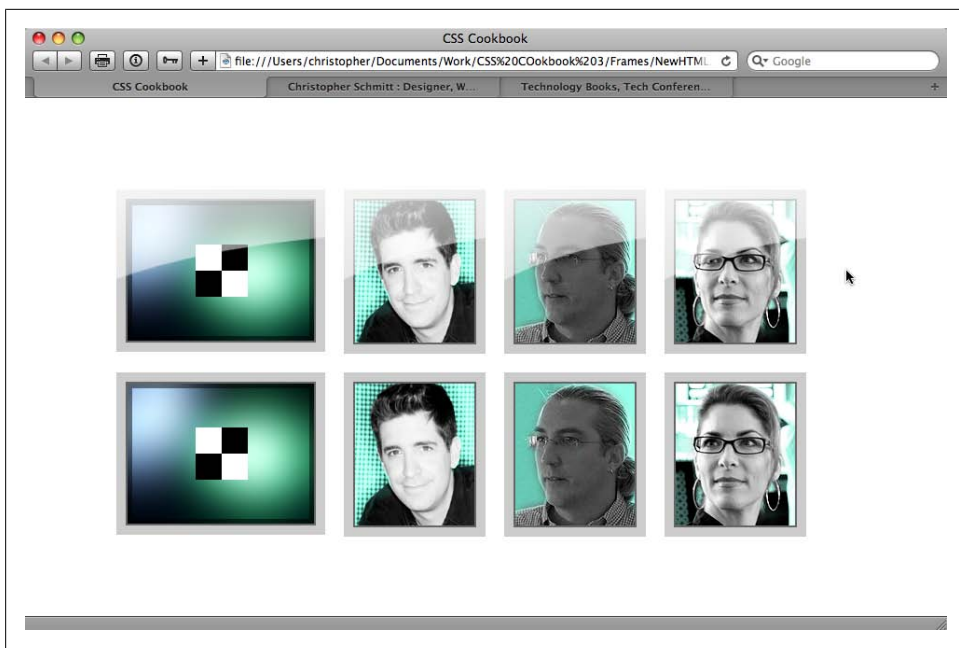 CSS Cookbook
file:///Users/christopher/Documents/Work/CSS%20COokbook%203/Frames/NewHTML
Google
CSS Cookbook
Christopher Schmitt : Designer, W...
Technology Books, Tech Conferen...